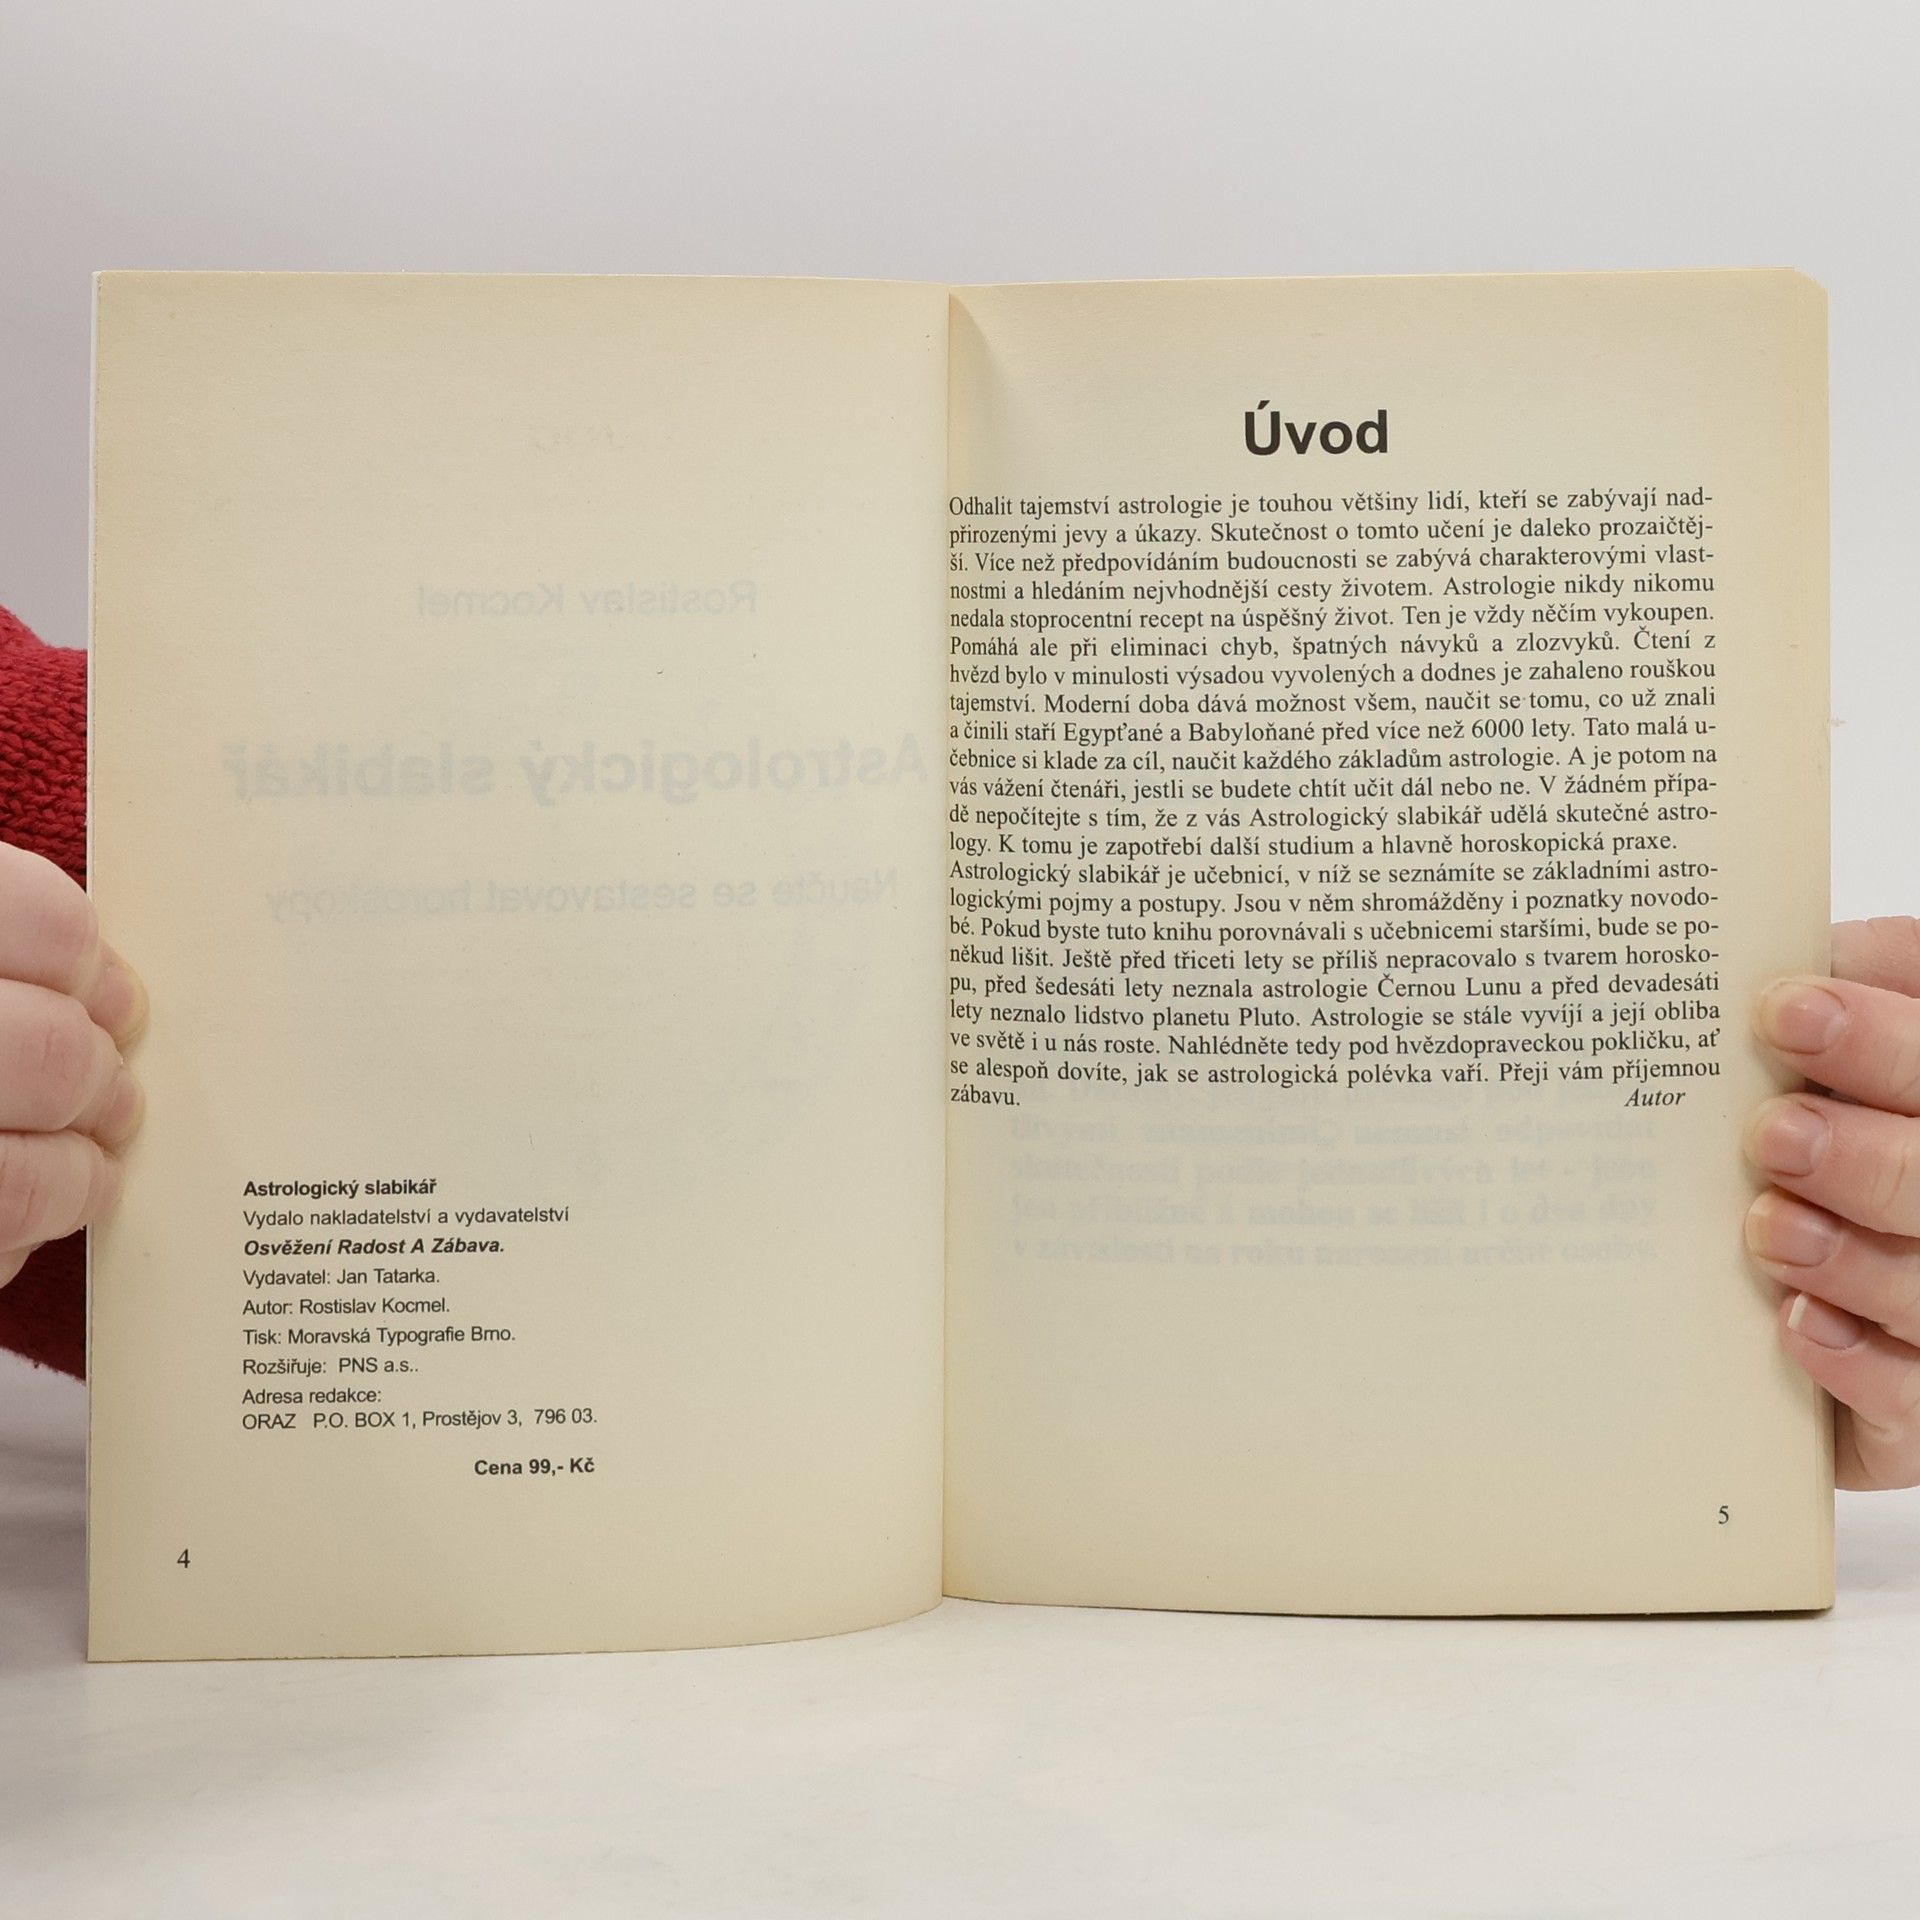 Astrologický slabikář
Vydalo nakladatelství a vydavatelství
Osvěžení Radost A Zábava.
Vydavatel: Jan Tatarka.
Autor: Rostislav Kocmel.
Tisk: Moravská Typografie Brno.
Rozšiřuje: PNS a.s..
Adresa redakce:
ORAZ P.O. BOX 1, Prostějov 3, 796 03.
Cena 99,- Kč
4
Úvod
Odhalit tajemství astrologie je touhou většiny lidí, kteří se zabývají nad-
přirozenými jevy a úkazy. Skutečnost o tomto učení je daleko prozaičtěj-
ší. Více než předpovídáním budoucnosti se zabývá charakterovými vlast-
nostmi a hledáním nejvhodnější cesty životem. Astrologie nikdy nikomu
nedala stoprocentní recept na úspěšný život. Ten je vždy něčím vykoupen.
Pomáhá ale při eliminaci chyb, špatných návyků a zlozvyků. Čtení z
hvězd bylo v minulosti výsadou vyvolených a dodnes je zahaleno rouškou
tajemství. Moderní doba dává možnost všem, naučit se tomu, co už znali
a činili staří Egypťané a Babyloňané před více než 6000 lety. Tato malá u-
čebnice si klade za cíl, naučit každého základům astrologie. A je potom na
vás vážení čtenáři, jestli se budete chtít učit dál nebo ne. V žádném přípa-
dě nepočítejte s tím, že z vás Astrologický slabikář udělá skutečné astro-
logy. K tomu je zapotřebí další studium a hlavně horoskopická praxe.
Astrologický slabikář je učebnicí, v níž se seznámíte se základními astro-
logickými pojmy a postupy. Jsou v něm shromážděny i poznatky novodo-
bé. Pokud byste tuto knihu porovnávali s učebnicemi staršími, bude se po-
někud lišit. Ještě před třiceti lety se příliš nepracovalo s tvarem horosko-
pu, před šedesáti lety neznala astrologie Černou Lunu a před devadesáti
lety neznalo lidstvo planetu Pluto. Astrologie se stále vyvíjí a její obliba
ve světě i u nás roste. Nahlédněte tedy pod hvězdopraveckou pokličku, ať
se alespoň dovíte, jak se astrologická polévka vaří. Přeji vám příjemnou
zábavu. Autor
5